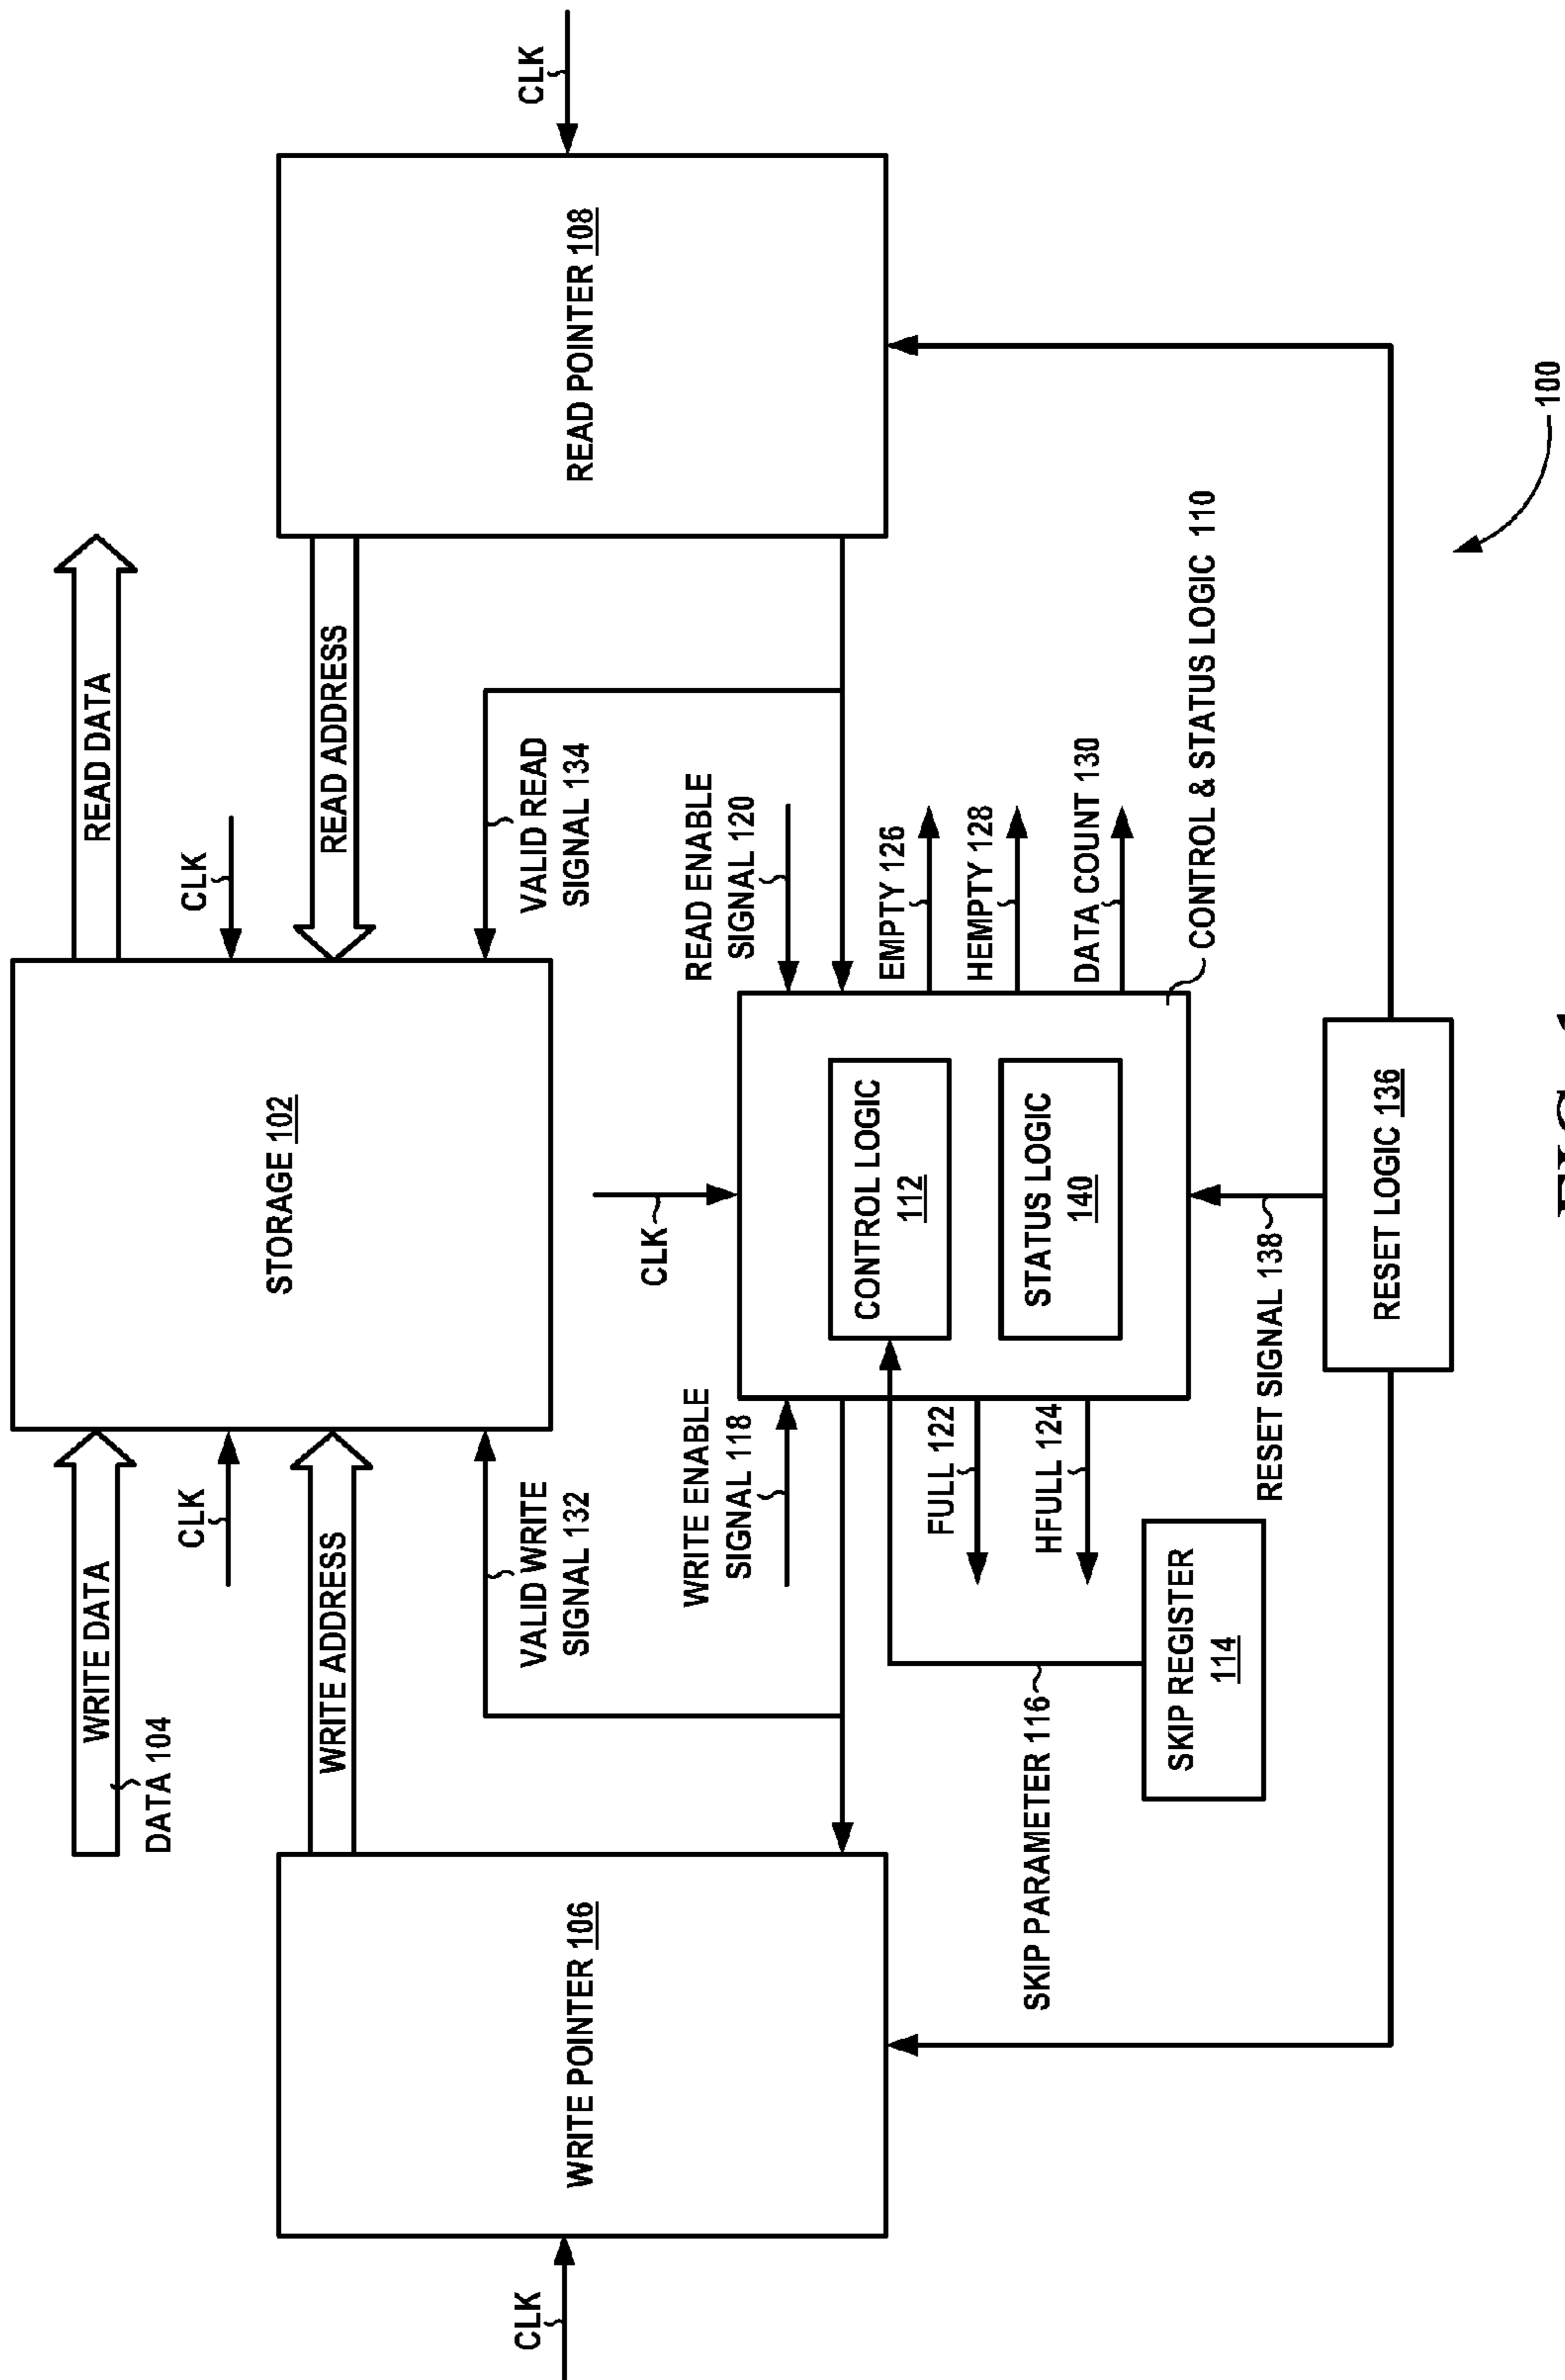 WRITE DATA
DATA 104
CLK
WRITE ADDRESS
VALID WRITE
SIGNAL 132
WRITE POINTER 106
CLK
STORAGE 102
READ DATA
CLK
READ ADDRESS
VALID READ
SIGNAL 134
READ POINTER 108
CLK
CLK
WRITE ENABLE
SIGNAL 118
READ ENABLE
SIGNAL 120
CONTROL LOGIC
112
STATUS LOGIC
140
FULL 122
HFULL 124
EMPTY 126
HEMPTY 128
DATA COUNT 130
CONTROL & STATUS LOGIC 110
SKIP PARAMETER 116
SKIP REGISTER
114
RESET SIGNAL 138
RESET LOGIC 136
100